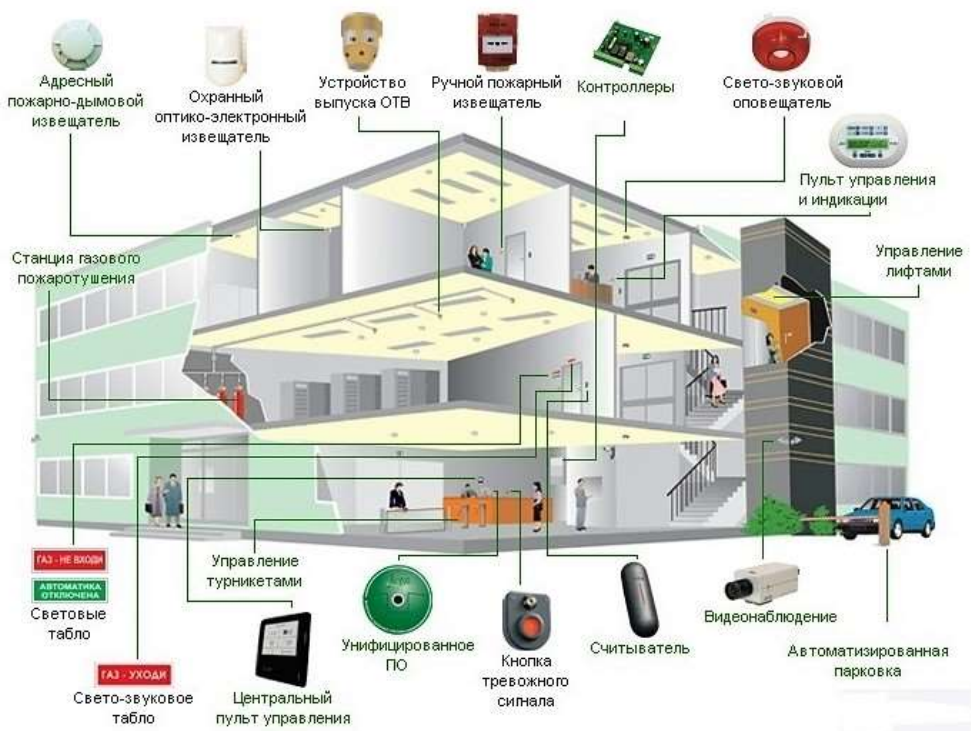 Адресный
пожарно-дымовой
извещатель
Охранный
оптико-электронный
извещатель
Устройство
выпуска ОТВ
Ручной пожарный
извещатель
Контроллеры
Свето-звуковой
оповещатель
Пульт управления
и индикации
Станция газового
пожаротушения
Управление
лифтами
ГАЗ - НЕ ВХОДИ
АВТОМАТИКА
ОТКЛЮЧЕНА
Световые
табло
ГАЗ - УХОДИ
Свето-звуковое
табло
Управление
турникетами
Центральный
пульт управления
Унифицированное
ПО
Кнопка
тревожного
сигнала
Считыватель
Видеонаблюдение
Автоматизированная
парковка